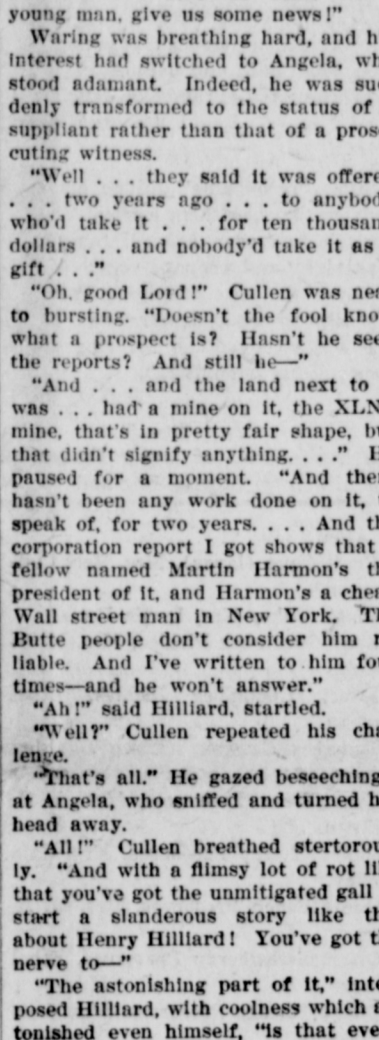 young man, give us some news!"
Waring was breathing hard, and h
interest had switched to Angela, wh
stood adamant. Indeed, he was su
denly transformed to the status of
suppliant rather than that of a pros
cuting witness.
"Well . . . they said it was offere
. . . two years ago . . . to anybod
who'd take it . . . for ten thousan
dollars . . . and nobody'd take it as
gift . . ."
"Oh, good Lord!" Cullen was nea
to bursting. "Doesn't the fool kno
what a prospect is? Hasn't he see
the reports? And still he—"
"And . . . and the land next to
was . . . had a mine on it, the XLN
mine, that's in pretty fair shape, b
that didn't signify anything. . . ." H
paused for a moment. "And the
hasn't been any work done on it,
speak of, for two years. . . . And th
corporation report I got shows that
fellow named Martin Harmon's th
president of it, and Harmon's a chea
Wall street man in New York. Th
Butte people don't consider him r
liable. And I've written to him fo
times—and he won't answer."
"Ah!" said Hilliard, startled.
"Well?" Cullen repeated his cha
lenge.
"That's all." He gazed beseeching
at Angela, who sniffed and turned h
head away.
"All!" Cullen breathed stertorou
ly. "And with a flimsy lot of rot li
that you've got the unmitigated gall
start a slanderous story like th
about Henry Hilliard! You've got t
nerve to—"
"The astonishing part of it," inte
posed Hilliard, with coolness which a
tonished even himself, "is that eve